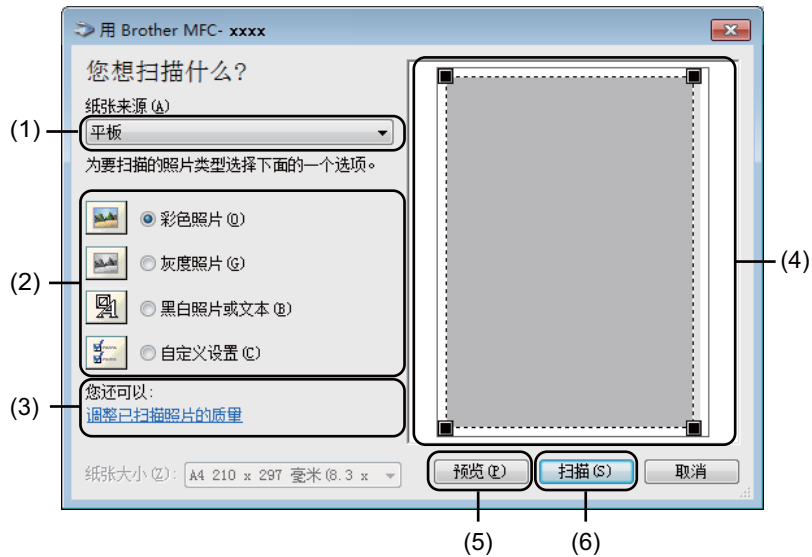 用 Brother MFC- xxxx
您想扫描什么?
纸张来源(A)
(1)
平板
为要扫描的照片类型选择下面的一个选项。
(2)
彩色照片(O)
灰度照片(G)
黑白照片或文本(B)
自定义设置(C)
(3)
您还可以:
调整已扫描照片的质量
(4)
纸张大小(Z): A4 210 x 297 毫米(8.3 x
预览(P) 扫描(S) 取消
(5) (6)